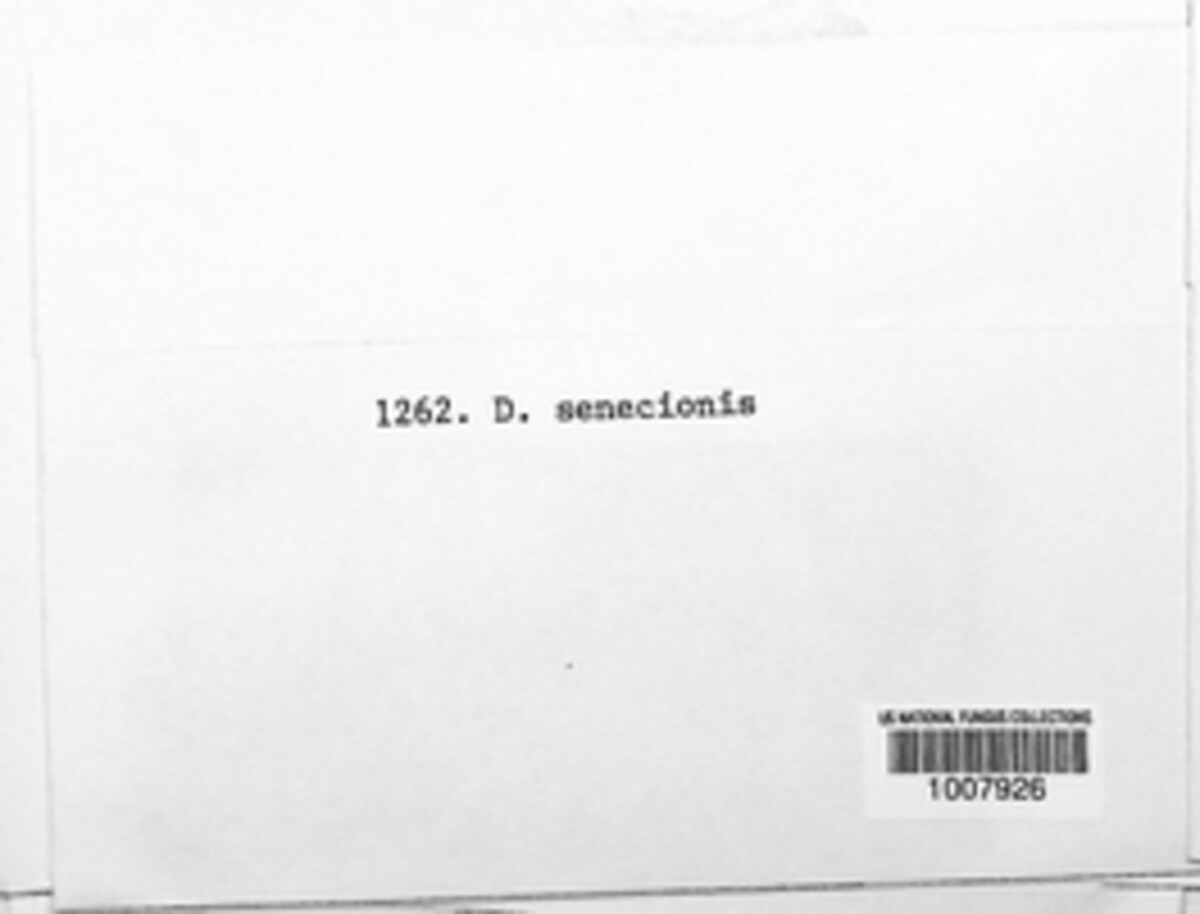 1262. D. senecionis
US NATIONAL FUNGUS COLLECTIONS
1007926